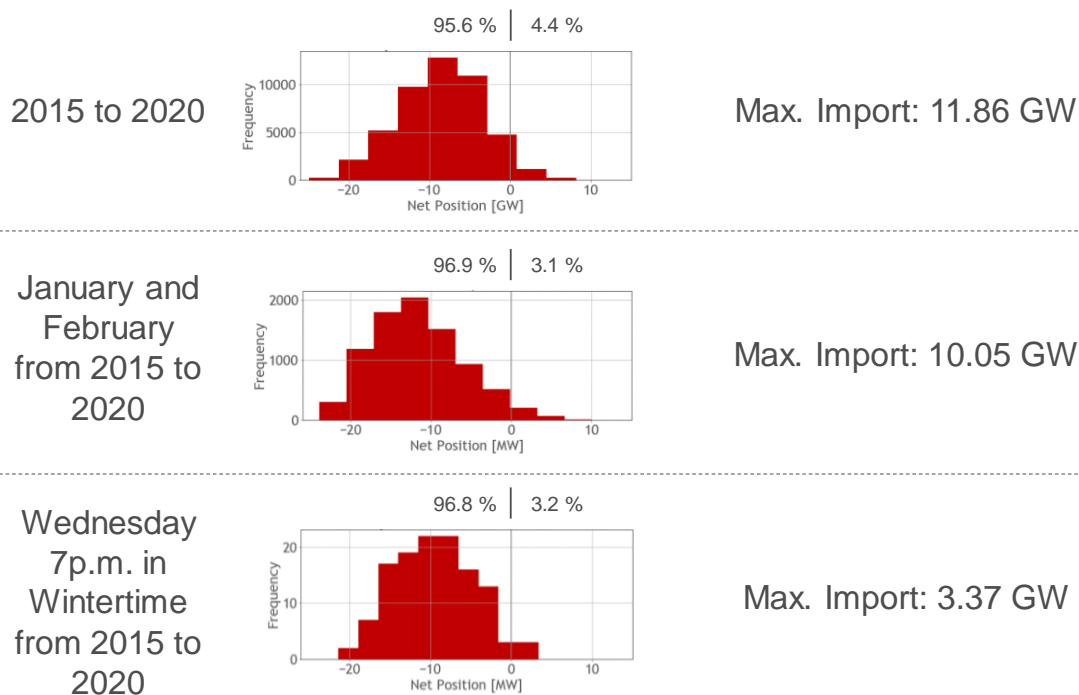 95.6 % | 4.4 %
2015 to 2020
Frequency
10000
5000
0
−20 −10 0 10
Net Position [GW]
Max. Import: 11.86 GW
96.9 % | 3.1 %
January and
February
from 2015 to
2020
Frequency
2000
1000
0
−20 −10 0 10
Net Position [MW]
Max. Import: 10.05 GW
96.8 % | 3.2 %
Wednesday
7p.m. in
Wintertime
from 2015 to
2020
Frequency
20
10
0
−20 −10 0 10
Net Position [MW]
Max. Import: 3.37 GW